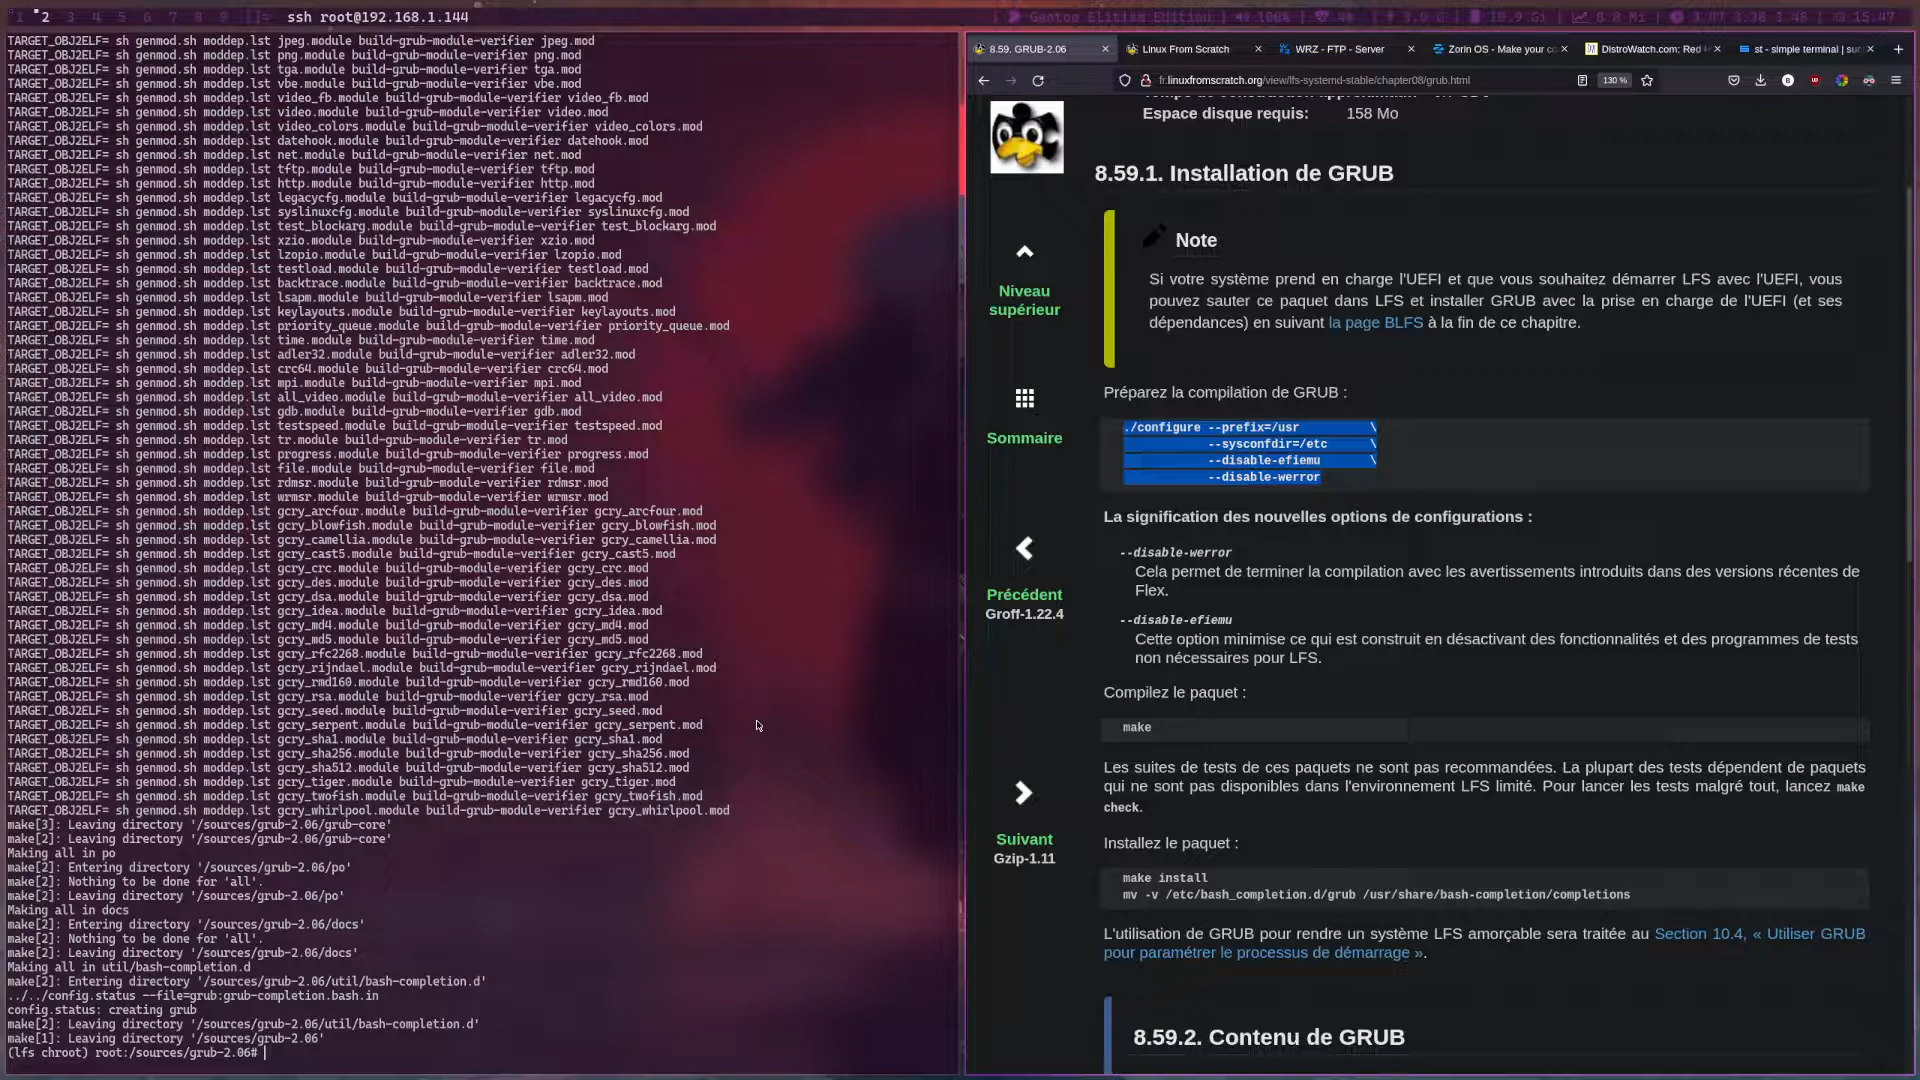 1 2 3 4 5 6 7 8 9
ssh root@192.168.1.144
Gentoo Elitism Edition
100%
15:47
TARGET_OBJ2ELF= sh genmod.sh moddep.lst jpeg.module build-grub-module-verifier jpeg.mod
TARGET_OBJ2ELF= sh genmod.sh moddep.lst png.module build-grub-module-verifier png.mod
TARGET_OBJ2ELF= sh genmod.sh moddep.lst tga.module build-grub-module-verifier tga.mod
TARGET_OBJ2ELF= sh genmod.sh moddep.lst vbe.module build-grub-module-verifier vbe.mod
TARGET_OBJ2ELF= sh genmod.sh moddep.lst video_fb.module build-grub-module-verifier video_fb.mod
TARGET_OBJ2ELF= sh genmod.sh moddep.lst video.module build-grub-module-verifier video.mod
TARGET_OBJ2ELF= sh genmod.sh moddep.lst video_colors.module build-grub-module-verifier video_colors.mod
TARGET_OBJ2ELF= sh genmod.sh moddep.lst datehook.module build-grub-module-verifier datehook.mod
TARGET_OBJ2ELF= sh genmod.sh moddep.lst net.module build-grub-module-verifier net.mod
TARGET_OBJ2ELF= sh genmod.sh moddep.lst tftp.module build-grub-module-verifier tftp.mod
TARGET_OBJ2ELF= sh genmod.sh moddep.lst http.module build-grub-module-verifier http.mod
TARGET_OBJ2ELF= sh genmod.sh moddep.lst legacycfg.module build-grub-module-verifier legacycfg.mod
TARGET_OBJ2ELF= sh genmod.sh moddep.lst syslinuxcfg.module build-grub-module-verifier syslinuxcfg.mod
TARGET_OBJ2ELF= sh genmod.sh moddep.lst test_blockarg.module build-grub-module-verifier test_blockarg.mod
TARGET_OBJ2ELF= sh genmod.sh moddep.lst xzio.module build-grub-module-verifier xzio.mod
TARGET_OBJ2ELF= sh genmod.sh moddep.lst lzopio.module build-grub-module-verifier lzopio.mod
TARGET_OBJ2ELF= sh genmod.sh moddep.lst testload.module build-grub-module-verifier testload.mod
TARGET_OBJ2ELF= sh genmod.sh moddep.lst backtrace.module build-grub-module-verifier backtrace.mod
TARGET_OBJ2ELF= sh genmod.sh moddep.lst lsapm.module build-grub-module-verifier lsapm.mod
TARGET_OBJ2ELF= sh genmod.sh moddep.lst keylayouts.module build-grub-module-verifier keylayouts.mod
TARGET_OBJ2ELF= sh genmod.sh moddep.lst priority_queue.module build-grub-module-verifier priority_queue.mod
TARGET_OBJ2ELF= sh genmod.sh moddep.lst time.module build-grub-module-verifier time.mod
TARGET_OBJ2ELF= sh genmod.sh moddep.lst adler32.module build-grub-module-verifier adler32.mod
TARGET_OBJ2ELF= sh genmod.sh moddep.lst crc64.module build-grub-module-verifier crc64.mod
TARGET_OBJ2ELF= sh genmod.sh moddep.lst mpi.module build-grub-module-verifier mpi.mod
TARGET_OBJ2ELF= sh genmod.sh moddep.lst all_video.module build-grub-module-verifier all_video.mod
TARGET_OBJ2ELF= sh genmod.sh moddep.lst gdb.module build-grub-module-verifier gdb.mod
TARGET_OBJ2ELF= sh genmod.sh moddep.lst testspeed.module build-grub-module-verifier testspeed.mod
TARGET_OBJ2ELF= sh genmod.sh moddep.lst tr.module build-grub-module-verifier tr.mod
TARGET_OBJ2ELF= sh genmod.sh moddep.lst progress.module build-grub-module-verifier progress.mod
TARGET_OBJ2ELF= sh genmod.sh moddep.lst file.module build-grub-module-verifier file.mod
TARGET_OBJ2ELF= sh genmod.sh moddep.lst rdmsr.module build-grub-module-verifier rdmsr.mod
TARGET_OBJ2ELF= sh genmod.sh moddep.lst wrmsr.module build-grub-module-verifier wrmsr.mod
TARGET_OBJ2ELF= sh genmod.sh moddep.lst gcry_arcfour.module build-grub-module-verifier gcry_arcfour.mod
TARGET_OBJ2ELF= sh genmod.sh moddep.lst gcry_blowfish.module build-grub-module-verifier gcry_blowfish.mod
TARGET_OBJ2ELF= sh genmod.sh moddep.lst gcry_camellia.module build-grub-module-verifier gcry_camellia.mod
TARGET_OBJ2ELF= sh genmod.sh moddep.lst gcry_cast5.module build-grub-module-verifier gcry_cast5.mod
TARGET_OBJ2ELF= sh genmod.sh moddep.lst gcry_crc.module build-grub-module-verifier gcry_crc.mod
TARGET_OBJ2ELF= sh genmod.sh moddep.lst gcry_des.module build-grub-module-verifier gcry_des.mod
TARGET_OBJ2ELF= sh genmod.sh moddep.lst gcry_dsa.module build-grub-module-verifier gcry_dsa.mod
TARGET_OBJ2ELF= sh genmod.sh moddep.lst gcry_idea.module build-grub-module-verifier gcry_idea.mod
TARGET_OBJ2ELF= sh genmod.sh moddep.lst gcry_md4.module build-grub-module-verifier gcry_md4.mod
TARGET_OBJ2ELF= sh genmod.sh moddep.lst gcry_md5.module build-grub-module-verifier gcry_md5.mod
TARGET_OBJ2ELF= sh genmod.sh moddep.lst gcry_rfc2268.module build-grub-module-verifier gcry_rfc2268.mod
TARGET_OBJ2ELF= sh genmod.sh moddep.lst gcry_rijndael.module build-grub-module-verifier gcry_rijndael.mod
TARGET_OBJ2ELF= sh genmod.sh moddep.lst gcry_rmd160.module build-grub-module-verifier gcry_rmd160.mod
TARGET_OBJ2ELF= sh genmod.sh moddep.lst gcry_rsa.module build-grub-module-verifier gcry_rsa.mod
TARGET_OBJ2ELF= sh genmod.sh moddep.lst gcry_seed.module build-grub-module-verifier gcry_seed.mod
TARGET_OBJ2ELF= sh genmod.sh moddep.lst gcry_serpent.module build-grub-module-verifier gcry_serpent.mod
TARGET_OBJ2ELF= sh genmod.sh moddep.lst gcry_sha1.module build-grub-module-verifier gcry_sha1.mod
TARGET_OBJ2ELF= sh genmod.sh moddep.lst gcry_sha256.module build-grub-module-verifier gcry_sha256.mod
TARGET_OBJ2ELF= sh genmod.sh moddep.lst gcry_sha512.module build-grub-module-verifier gcry_sha512.mod
TARGET_OBJ2ELF= sh genmod.sh moddep.lst gcry_tiger.module build-grub-module-verifier gcry_tiger.mod
TARGET_OBJ2ELF= sh genmod.sh moddep.lst gcry_twofish.module build-grub-module-verifier gcry_twofish.mod
TARGET_OBJ2ELF= sh genmod.sh moddep.lst gcry_whirlpool.module build-grub-module-verifier gcry_whirlpool.mod
make[3]: Leaving directory '/sources/grub-2.06/grub-core'
make[2]: Leaving directory '/sources/grub-2.06/grub-core'
Making all in po
make[2]: Entering directory '/sources/grub-2.06/po'
make[2]: Nothing to be done for 'all'.
make[2]: Leaving directory '/sources/grub-2.06/po'
Making all in docs
make[2]: Entering directory '/sources/grub-2.06/docs'
make[2]: Nothing to be done for 'all'.
make[2]: Leaving directory '/sources/grub-2.06/docs'
Making all in util/bash-completion.d
make[2]: Entering directory '/sources/grub-2.06/util/bash-completion.d'
../../config.status --file=grub:grub-completion.bash.in
config.status: creating grub
make[2]: Leaving directory '/sources/grub-2.06/util/bash-completion.d'
make[1]: Leaving directory '/sources/grub-2.06'
(lfs chroot) root:/sources/grub-2.06#
8.59. GRUB-2.06
Linux From Scratch
WRZ - FTP - Server
Zorin OS - Make your co
DistroWatch.com: Red
st - simple terminal | suc
fr.linuxfromscratch.org/view/lfs-systemd-stable/chapter08/grub.html
130 %
Espace disque requis: 158 Mo
8.59.1. Installation de GRUB
Note
Si votre système prend en charge l'UEFI et que vous souhaitez démarrer LFS avec l'UEFI, vous
pouvez sauter ce paquet dans LFS et installer GRUB avec la prise en charge de l'UEFI (et ses
dépendances) en suivant la page BLFS à la fin de ce chapitre.
Niveau
supérieur
Sommaire
Précédent
Groff-1.22.4
Suivant
Gzip-1.11
Préparez la compilation de GRUB :
./configure --prefix=/usr \
--sysconfdir=/etc \
--disable-efiemu \
--disable-werror
La signification des nouvelles options de configurations :
--disable-werror
Cela permet de terminer la compilation avec les avertissements introduits dans des versions récentes de
Flex.
--disable-efiemu
Cette option minimise ce qui est construit en désactivant des fonctionnalités et des programmes de tests
non nécessaires pour LFS.
Compilez le paquet :
make
Les suites de tests de ces paquets ne sont pas recommandées. La plupart des tests dépendent de paquets
qui ne sont pas disponibles dans l'environnement LFS limité. Pour lancer les tests malgré tout, lancez make
check.
Installez le paquet :
make install
mv -v /etc/bash_completion.d/grub /usr/share/bash-completion/completions
L'utilisation de GRUB pour rendre un système LFS amorçable sera traitée au Section 10.4, « Utiliser GRUB
pour paramétrer le processus de démarrage ».
8.59.2. Contenu de GRUB